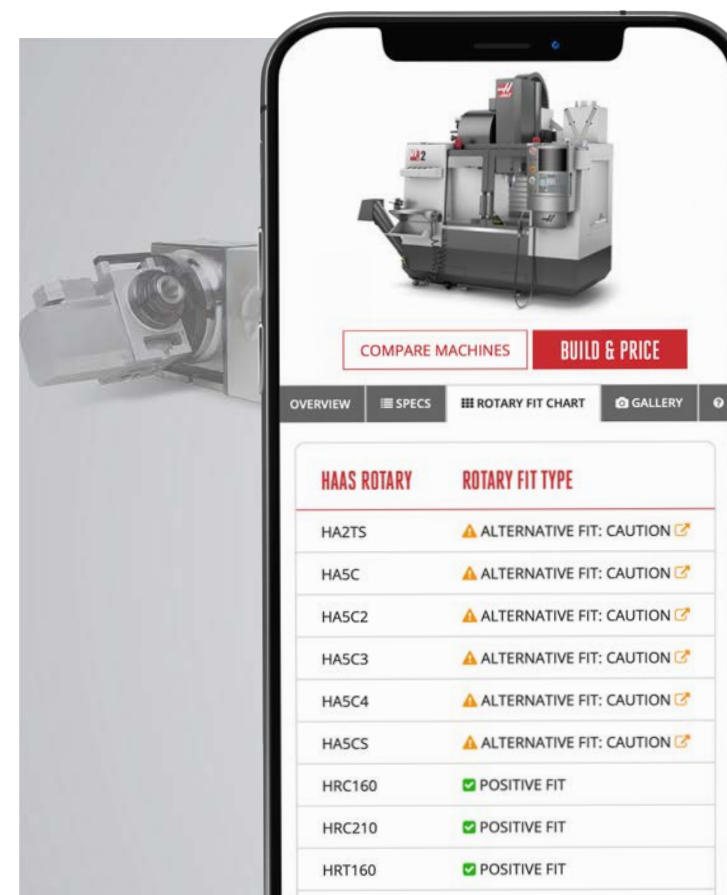 COMPARE MACHINES
BUILD & PRICE
OVERVIEW SPECS ROTARY FIT CHART GALLERY
HAAS ROTARY ROTARY FIT TYPE
HA2TS ALTERNATIVE FIT: CAUTION
HA5C ALTERNATIVE FIT: CAUTION
HA5C2 ALTERNATIVE FIT: CAUTION
HA5C3 ALTERNATIVE FIT: CAUTION
HA5C4 ALTERNATIVE FIT: CAUTION
HA5CS ALTERNATIVE FIT: CAUTION
HRC160 POSITIVE FIT
HRC210 POSITIVE FIT
HRT160 POSITIVE FIT